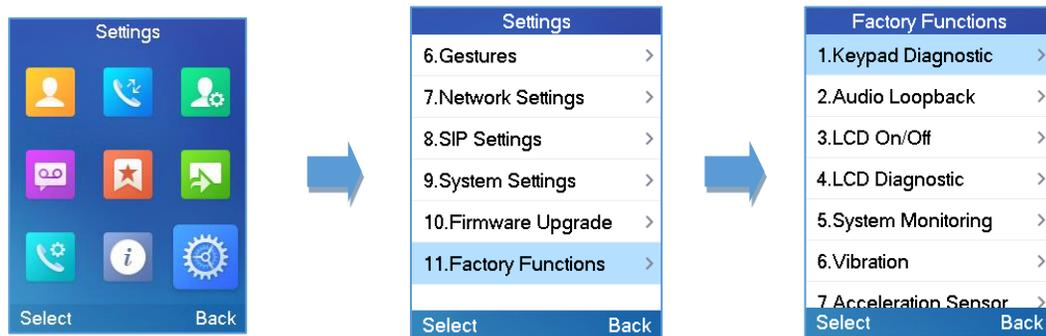 Settings
Select Back
Settings
6.Gestures
7.Network Settings
8.SIP Settings
9.System Settings
10.Firmware Upgrade
11.Factory Functions
Select Back
Factory Functions
1.Keypad Diagnostic
2.Audio Loopback
3.LCD On/Off
4.LCD Diagnostic
5.System Monitoring
6.Vibration
7.Acceleration Sensor
Select Back